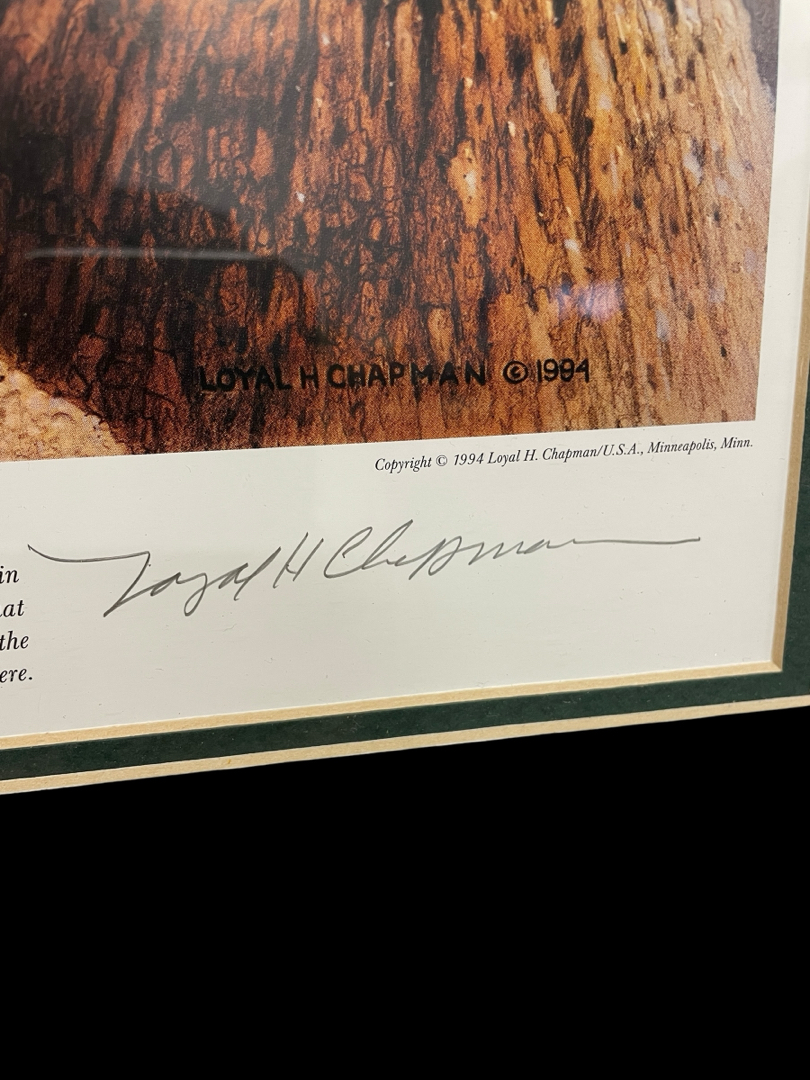 LOYAL H CHAPMAN © 1994
Copyright © 1994 Loyal H. Chapman/U.S.A., Minneapolis, Minn.
Loyal H Chapman
in
at
the
ere.